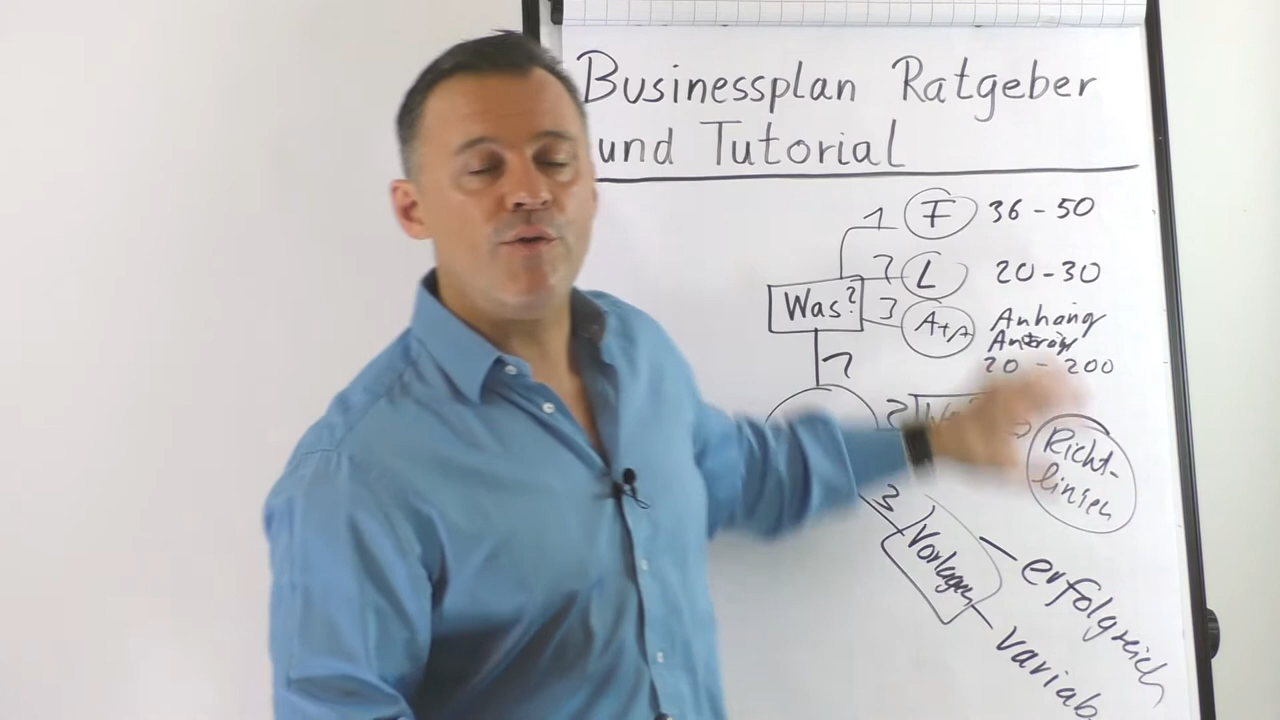 Businessplan Ratgeber
und Tutorial
1 F 36-50
L 20-30
Was? 3 A+A Anhang
20 - 200
1
2
Richt-
linien
3 Vorlagen
erfolgreich
variab